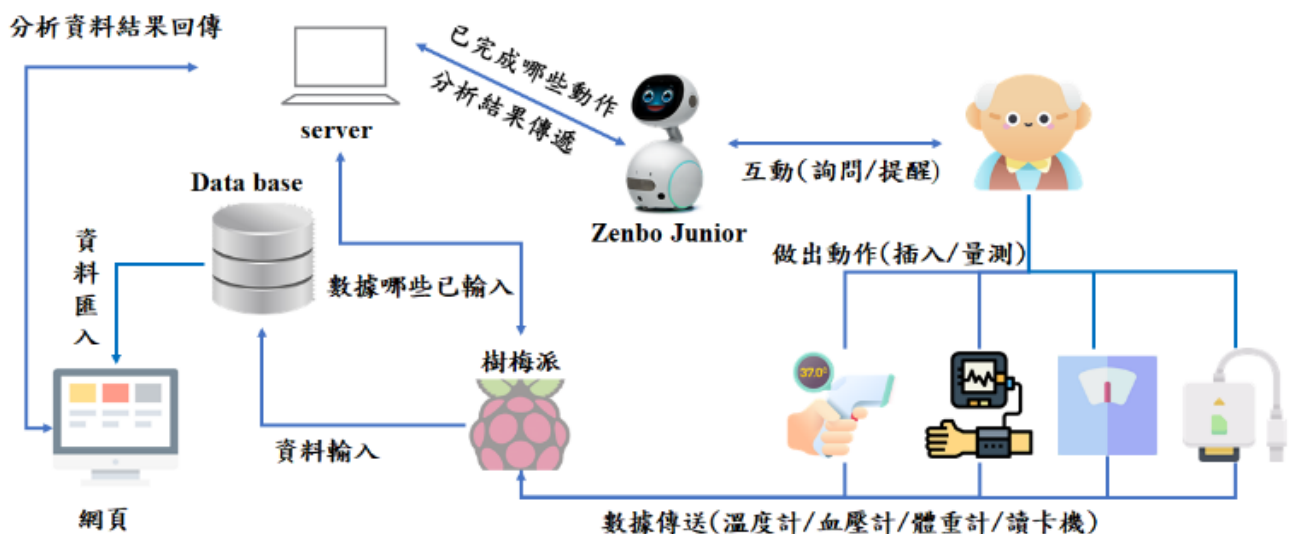 分析資料結果回傳
server
已完成哪些動作
分析結果傳遞
Zenbo Junior
互動(詢問/提醒)
Data base
資料匯入
數據哪些已輸入
做出動作(插入/量測)
樹梅派
37.0°
資料輸入
網頁
數據傳送(溫度計/血壓計/體重計/讀卡機)